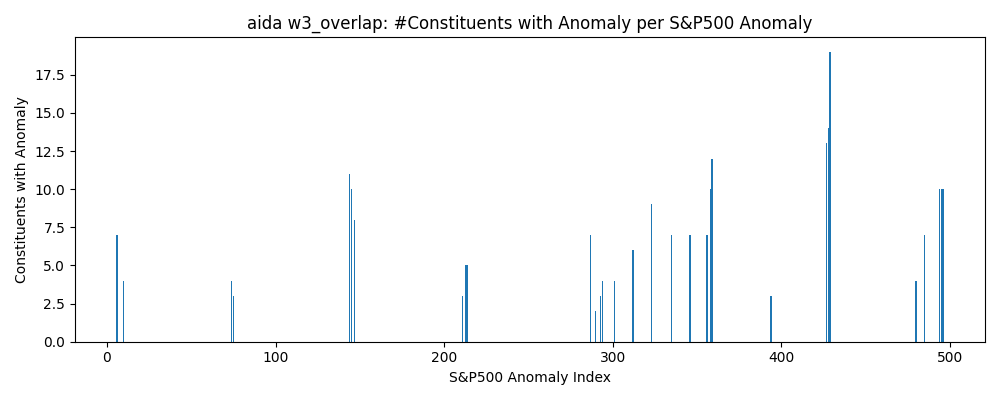 aida w3_overlap: #Constituents with Anomaly per S&P500 Anomaly
Constituents with Anomaly
17.5
15.0
12.5
10.0
7.5
5.0
2.5
0.0
0 100 200 300 400 500
S&P500 Anomaly Index